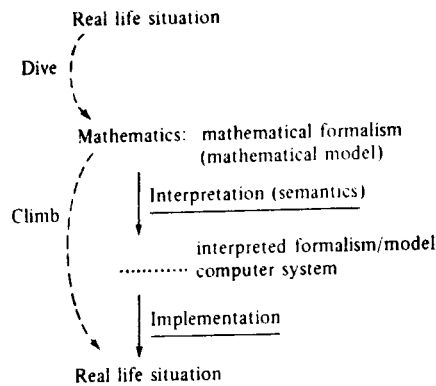 Real life situation
Dive
Mathematics: mathematical formalism
(mathematical model)
Interpretation (semantics)
Climb
interpreted formalism/model
computer system
Implementation
Real life situation